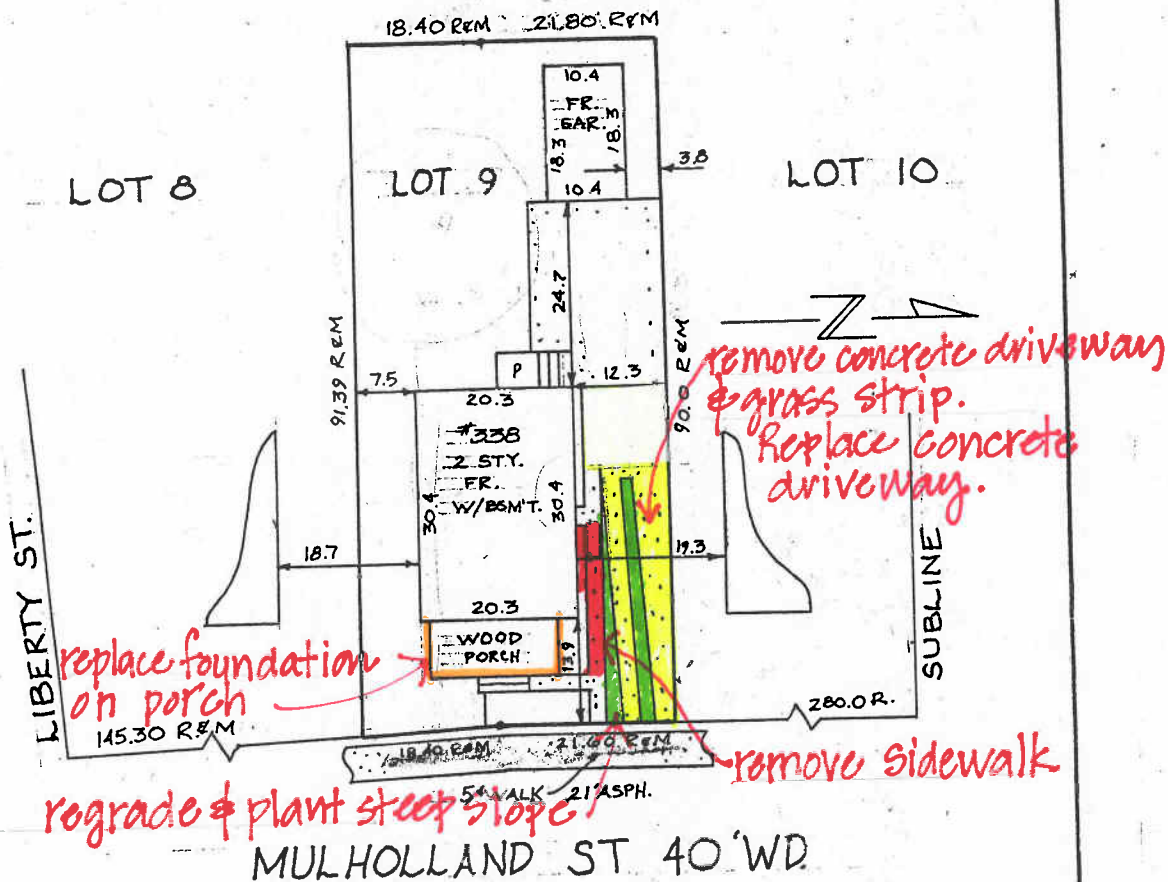 18.40 R&M
21.80 R&M
10.4
FR.
GAR.
18.3
18.3
10.4
3.8
LOT 8
LOT 9
LOT 10
24.7
91.39 R&M
90.0 R&M
7.5
P
12.3
20.3
#338
2 STY.
FR.
W/BSM'T.
30.4
30.4
remove concrete driveway
& grass strip.
Replace concrete
driveway.
18.7
19.3
LIBERTY ST.
SUBLINE
20.3
WOOD
PORCH
13.9
replace foundation
on porch
145.30 R&M
280.0 R.
18.40 R&M
21.60 R&M
remove sidewalk
5' WALK
21' ASPH.
regrade & plant steep slope
MULHOLLAND ST 40' WD.